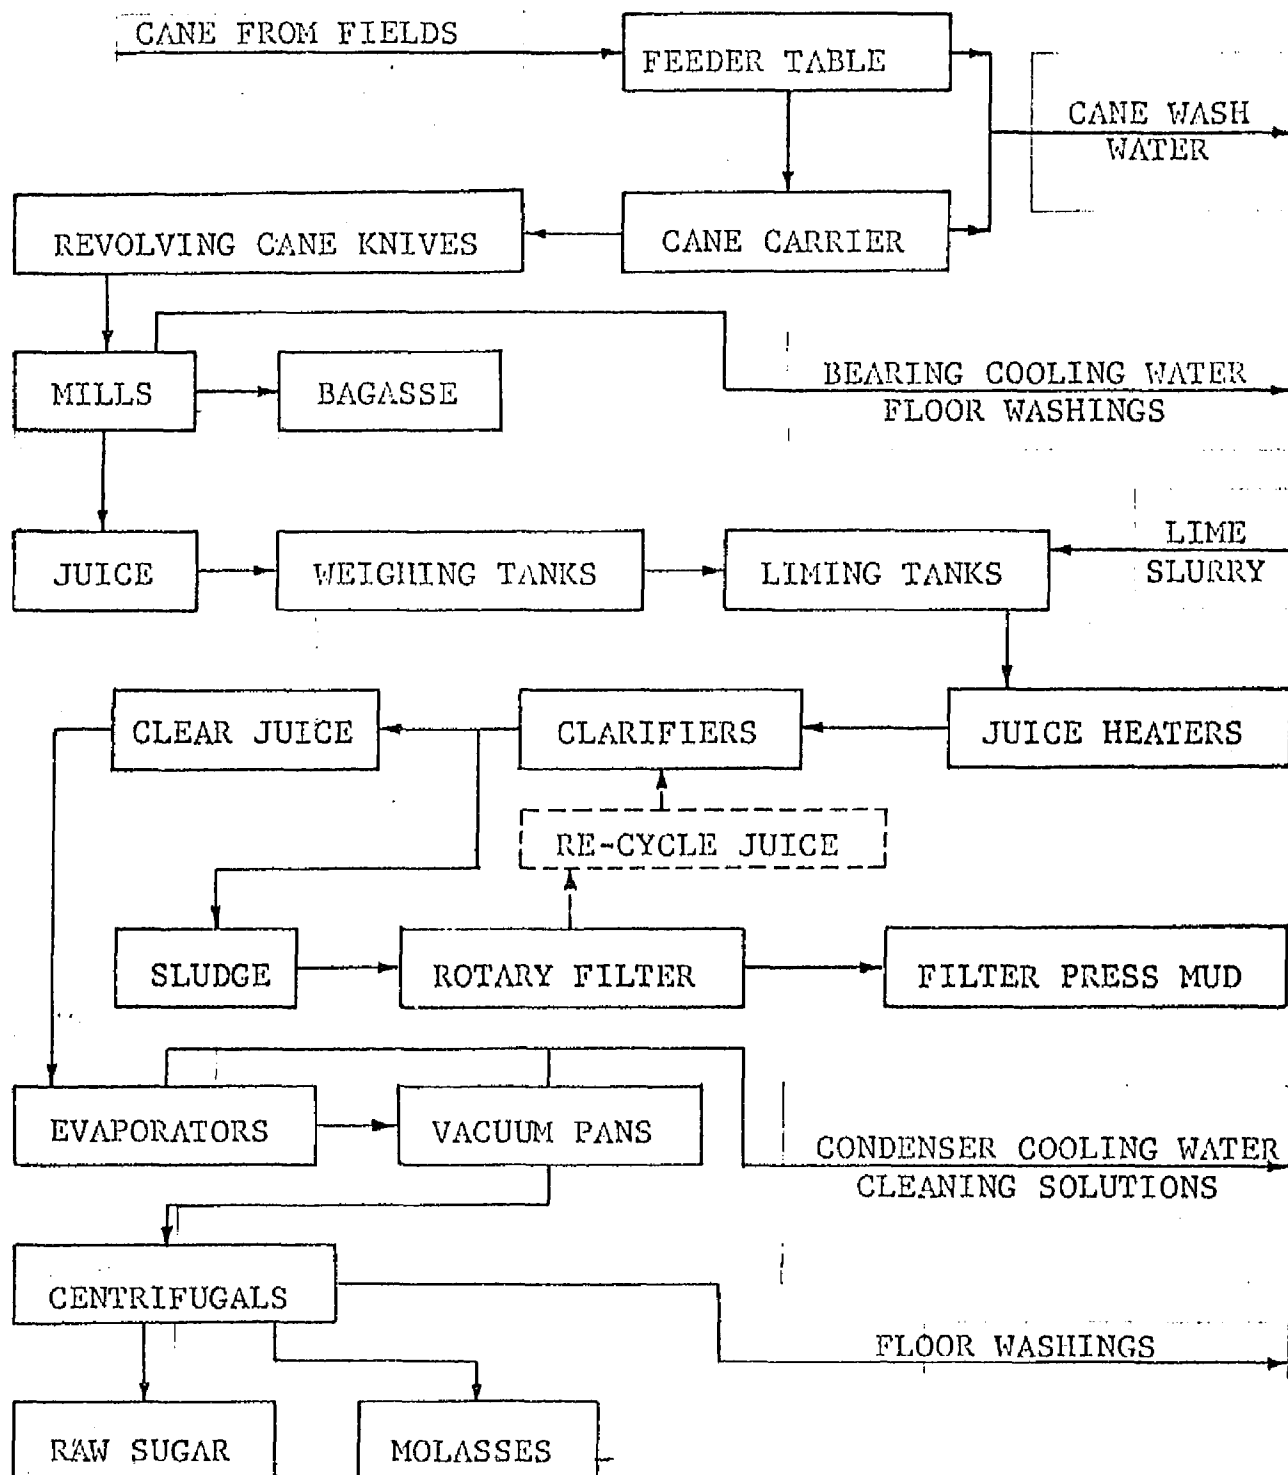 CANE FROM FIELDS
FEEDER TABLE
CANE WASH
WATER
REVOLVING CANE KNIVES
CANE CARRIER
MILLS
BAGASSE
BEARING COOLING WATER
FLOOR WASHINGS
JUICE
WEIGHING TANKS
LIMING TANKS
LIME
SLURRY
CLEAR JUICE
CLARIFIERS
JUICE HEATERS
RE-CYCLE JUICE
SLUDGE
ROTARY FILTER
FILTER PRESS MUD
EVAPORATORS
VACUUM PANS
CONDENSER COOLING WATER
CLEANING SOLUTIONS
CENTRIFUGALS
FLOOR WASHINGS
RAW SUGAR
MOLASSES